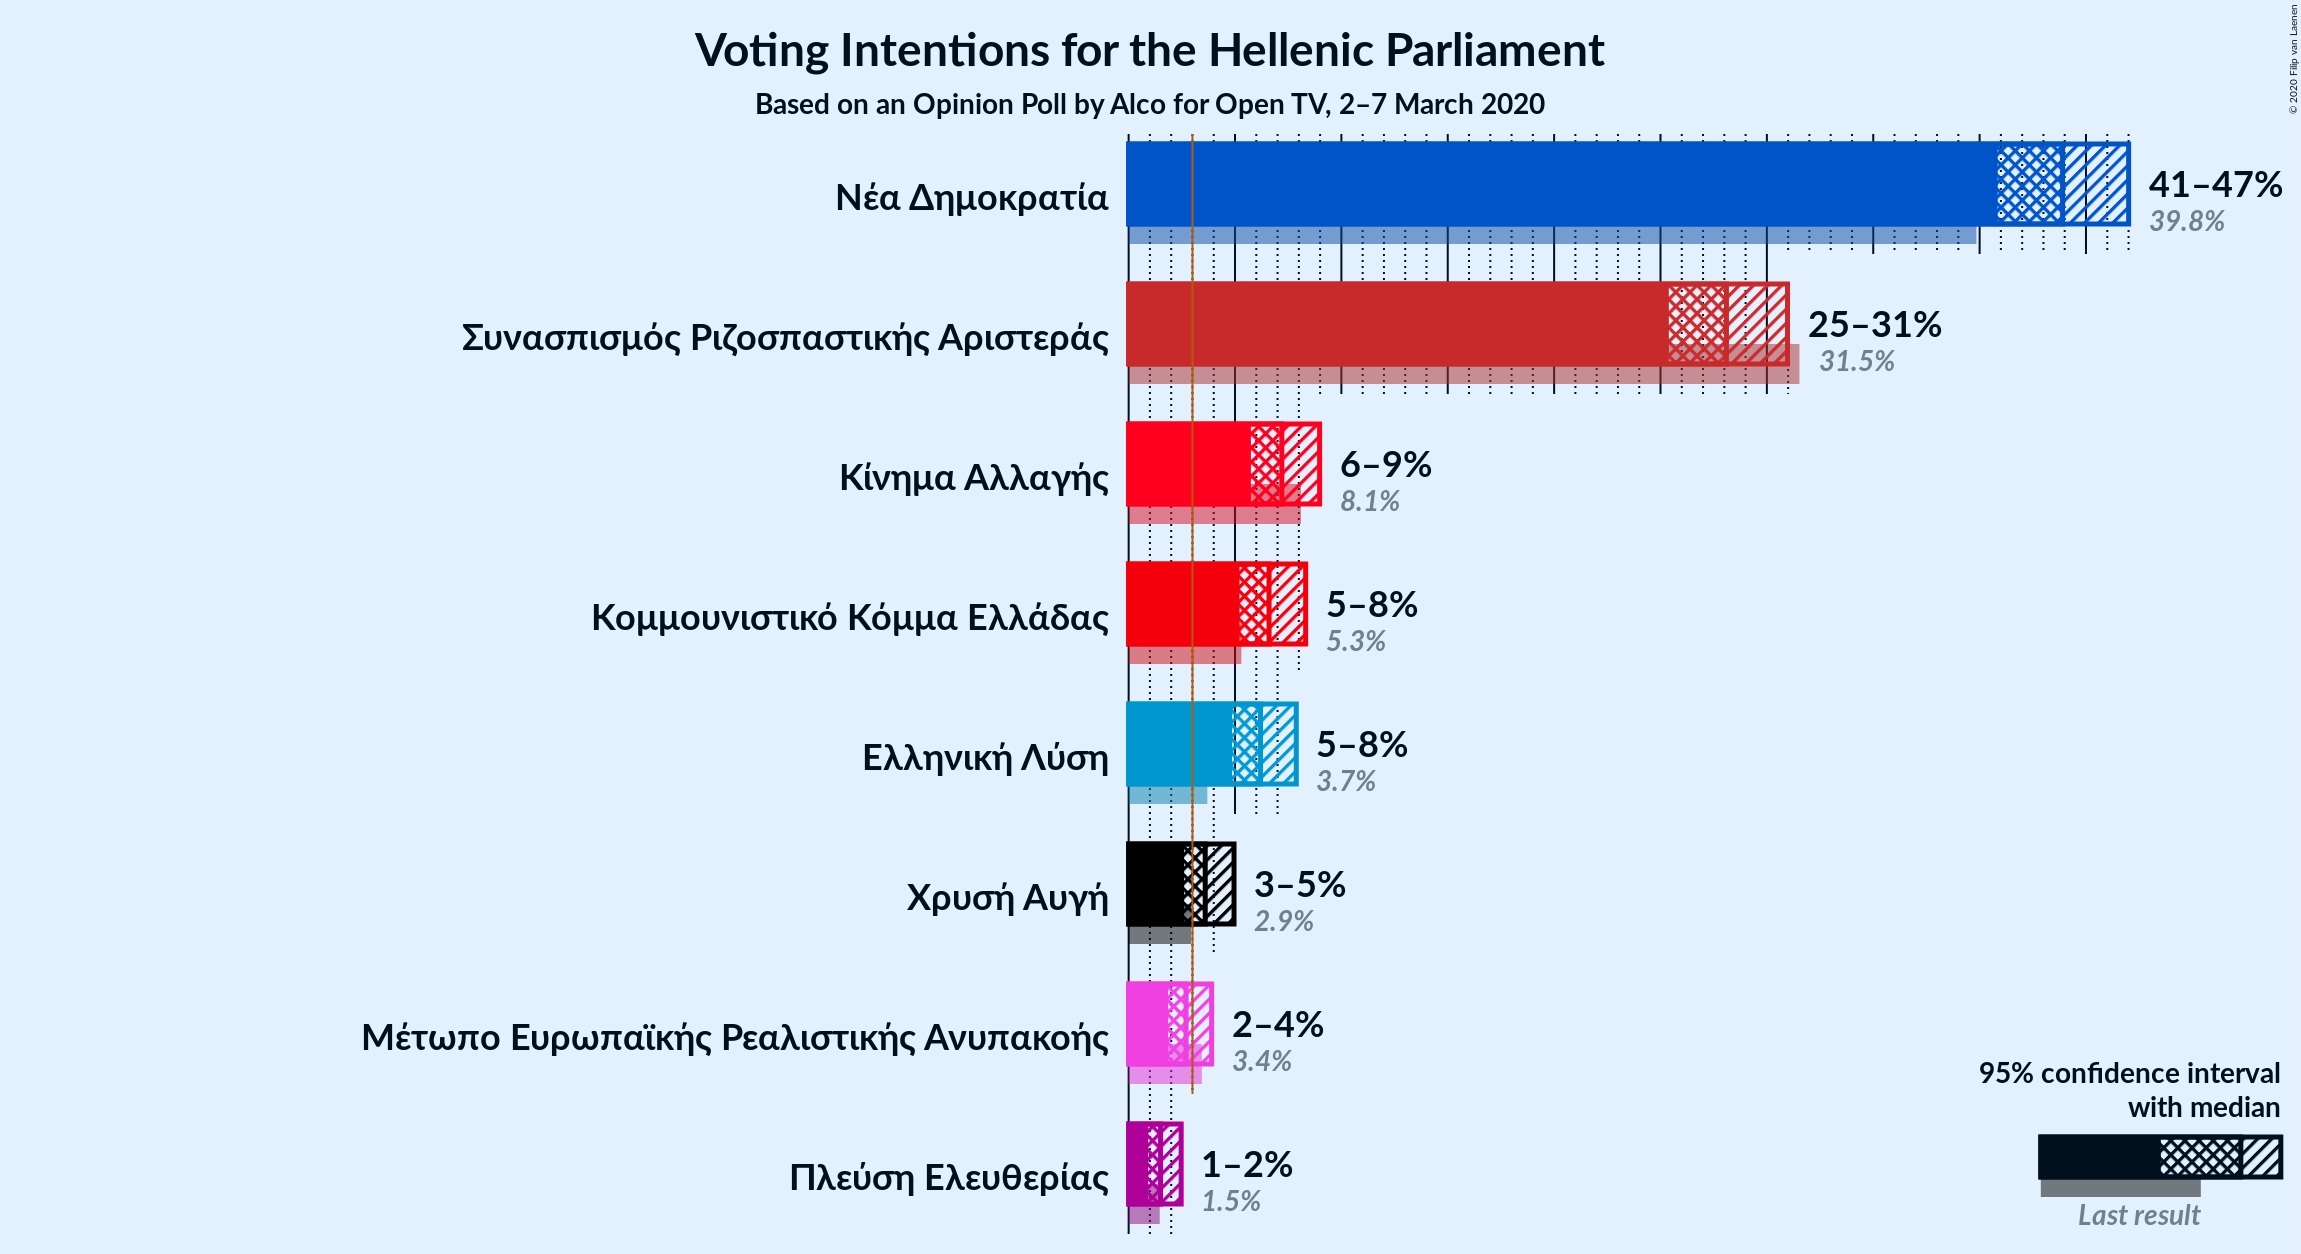 Voting Intentions for the Hellenic Parliament
Based on an Opinion Poll by Alco for Open TV, 2–7 March 2020
© 2020 Filip van Laenen
Νέα Δημοκρατία
41–47%
39.8%
Συνασπισμός Ριζοσπαστικής Αριστεράς
25–31%
31.5%
Κίνημα Αλλαγής
6–9%
8.1%
Κομμουνιστικό Κόμμα Ελλάδας
5–8%
5.3%
Ελληνική Λύση
5–8%
3.7%
Χρυσή Αυγή
3–5%
2.9%
Μέτωπο Ευρωπαϊκής Ρεαλιστικής Ανυπακοής
2–4%
3.4%
Πλεύση Ελευθερίας
1–2%
1.5%
95% confidence interval
with median
Last result